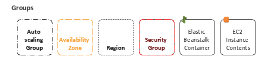 Groups
Auto
scaling
Group
Availability
Zone
Region
Security
Group
Elastic
Beanstalk
Container
EC2
Instance
Contents